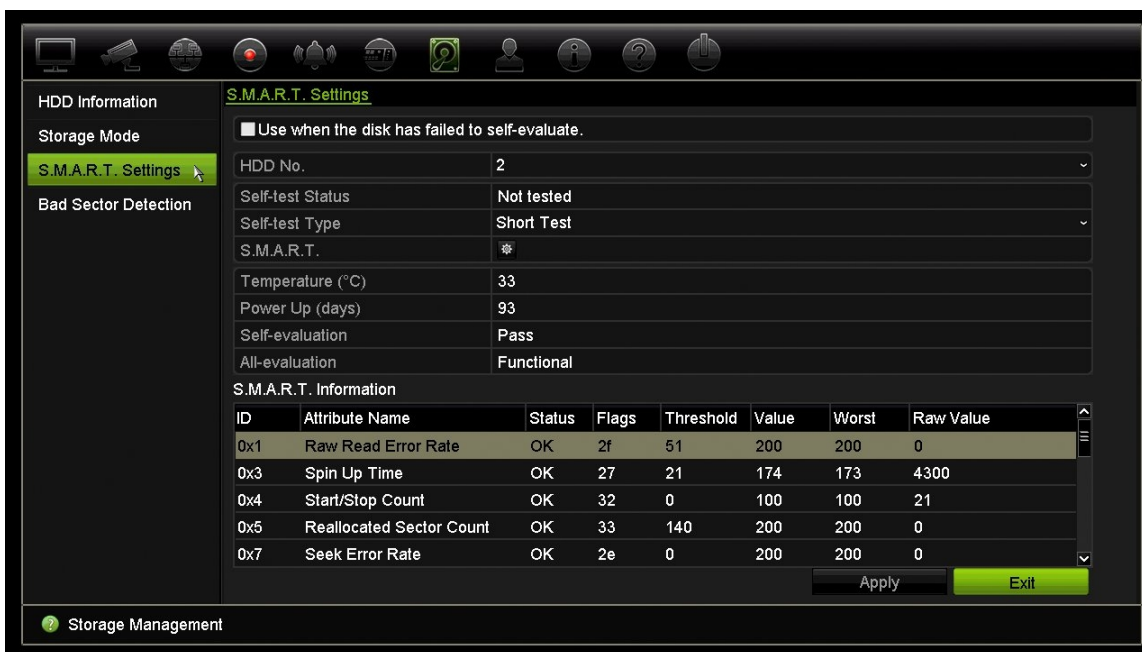 HDD Information
Storage Mode
S.M.A.R.T. Settings
Bad Sector Detection
S.M.A.R.T. Settings
Use when the disk has failed to self-evaluate.
HDD No. 2
Self-test Status Not tested
Self-test Type Short Test
S.M.A.R.T.
Temperature (°C) 33
Power Up (days) 93
Self-evaluation Pass
All-evaluation Functional
S.M.A.R.T. Information
ID Attribute Name Status Flags Threshold Value Worst Raw Value
0x1 Raw Read Error Rate OK 2f 51 200 200 0
0x3 Spin Up Time OK 27 21 174 173 4300
0x4 Start/Stop Count OK 32 0 100 100 21
0x5 Reallocated Sector Count OK 33 140 200 200 0
0x7 Seek Error Rate OK 2e 0 200 200 0
Apply Exit
Storage Management